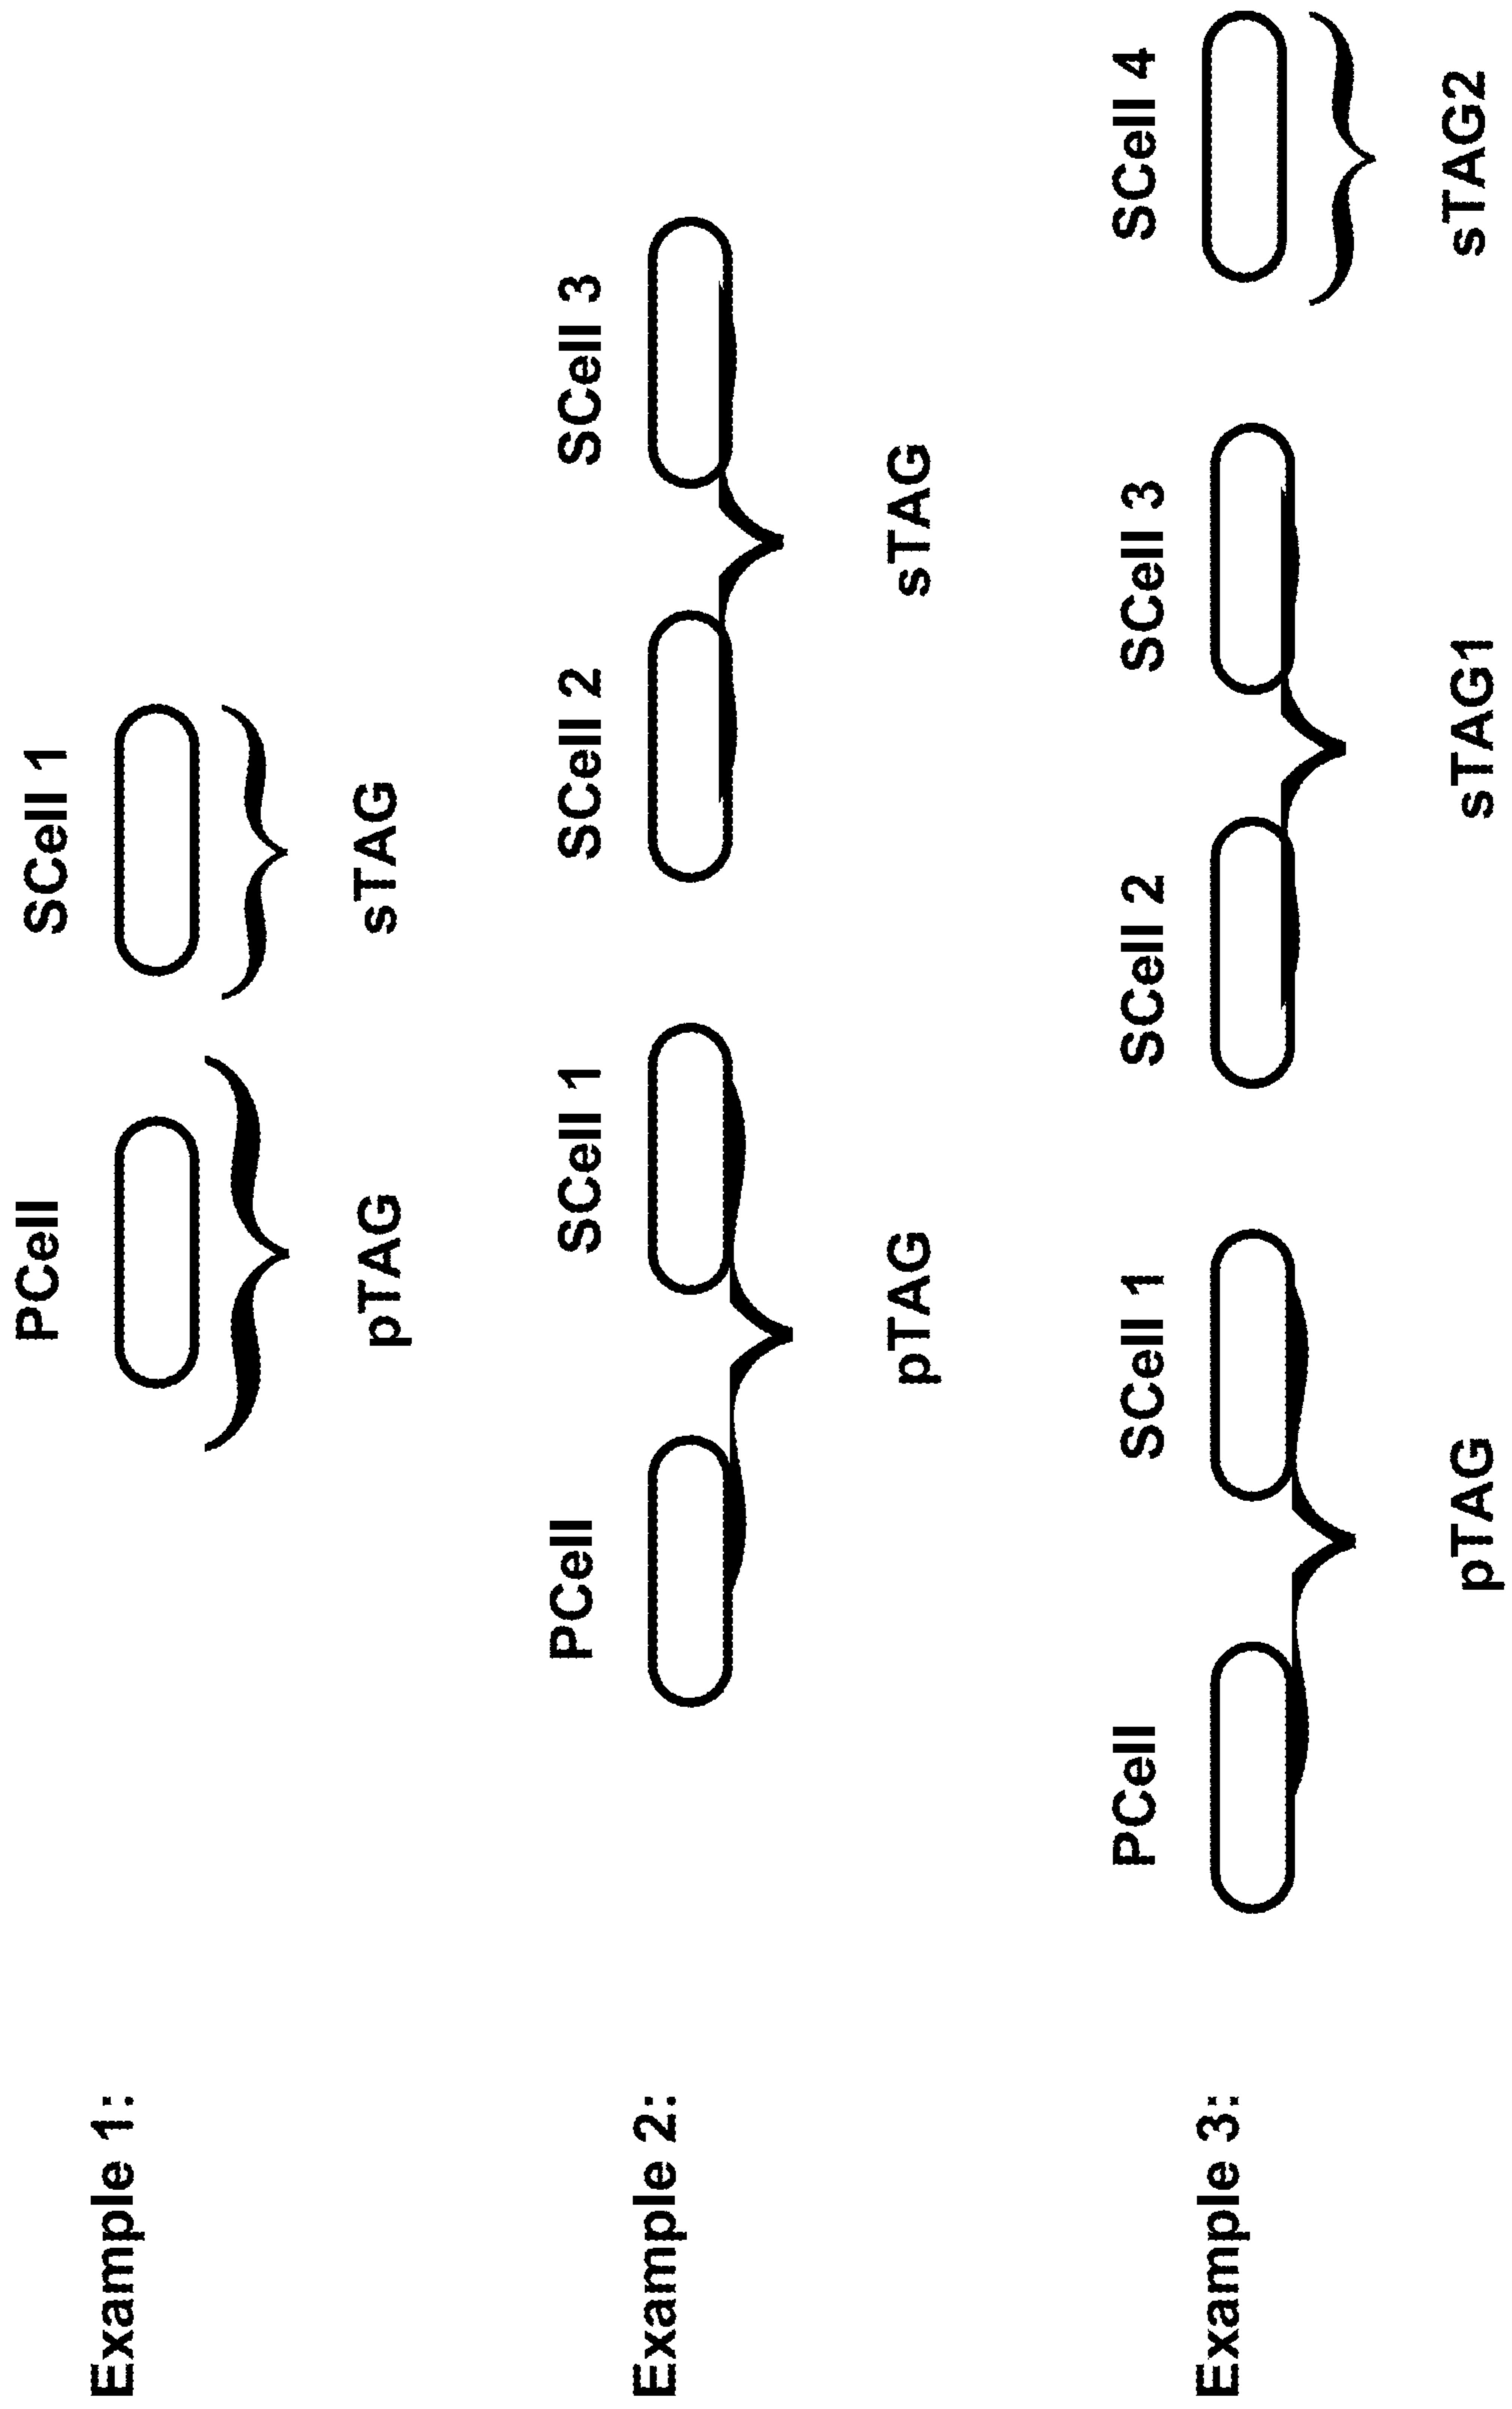 Example 1:
PCell
SCell 1
pTAG
sTAG
Example 2:
PCell
SCell 1
SCell 2
SCell 3
pTAG
sTAG
Example 3:
PCell
SCell 1
SCell 2
SCell 3
SCell 4
pTAG
sTAG1
sTAG2